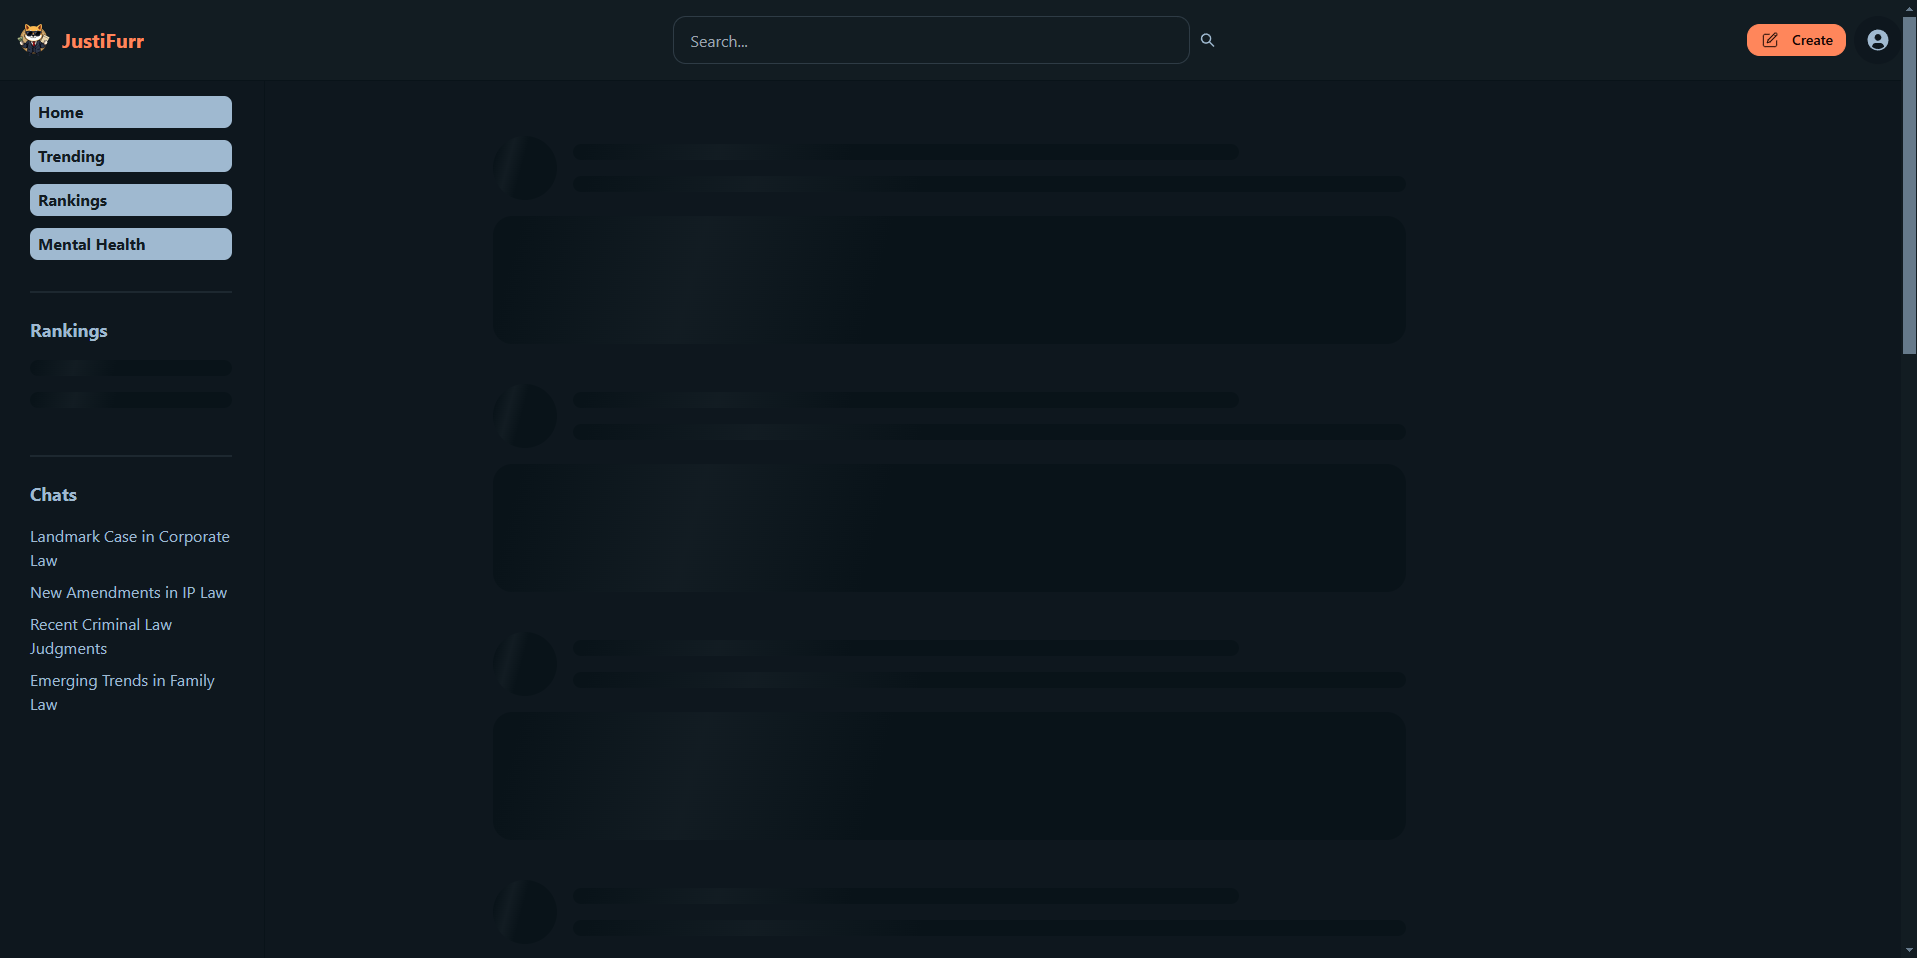 JustiFurr
Search...
Create
Home
Trending
Rankings
Mental Health
Rankings
Chats
Landmark Case in Corporate
Law
New Amendments in IP Law
Recent Criminal Law
Judgments
Emerging Trends in Family
Law